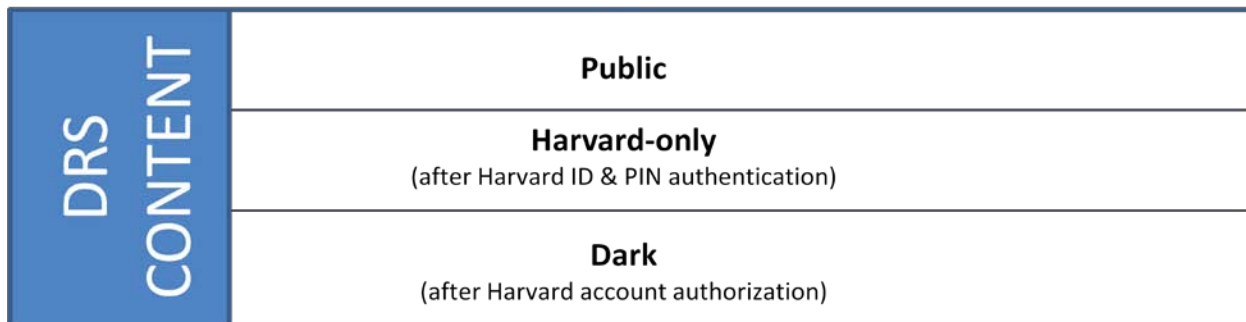 DRS
CONTENT
Public
Harvard-only
(after Harvard ID & PIN authentication)
Dark
(after Harvard account authorization)